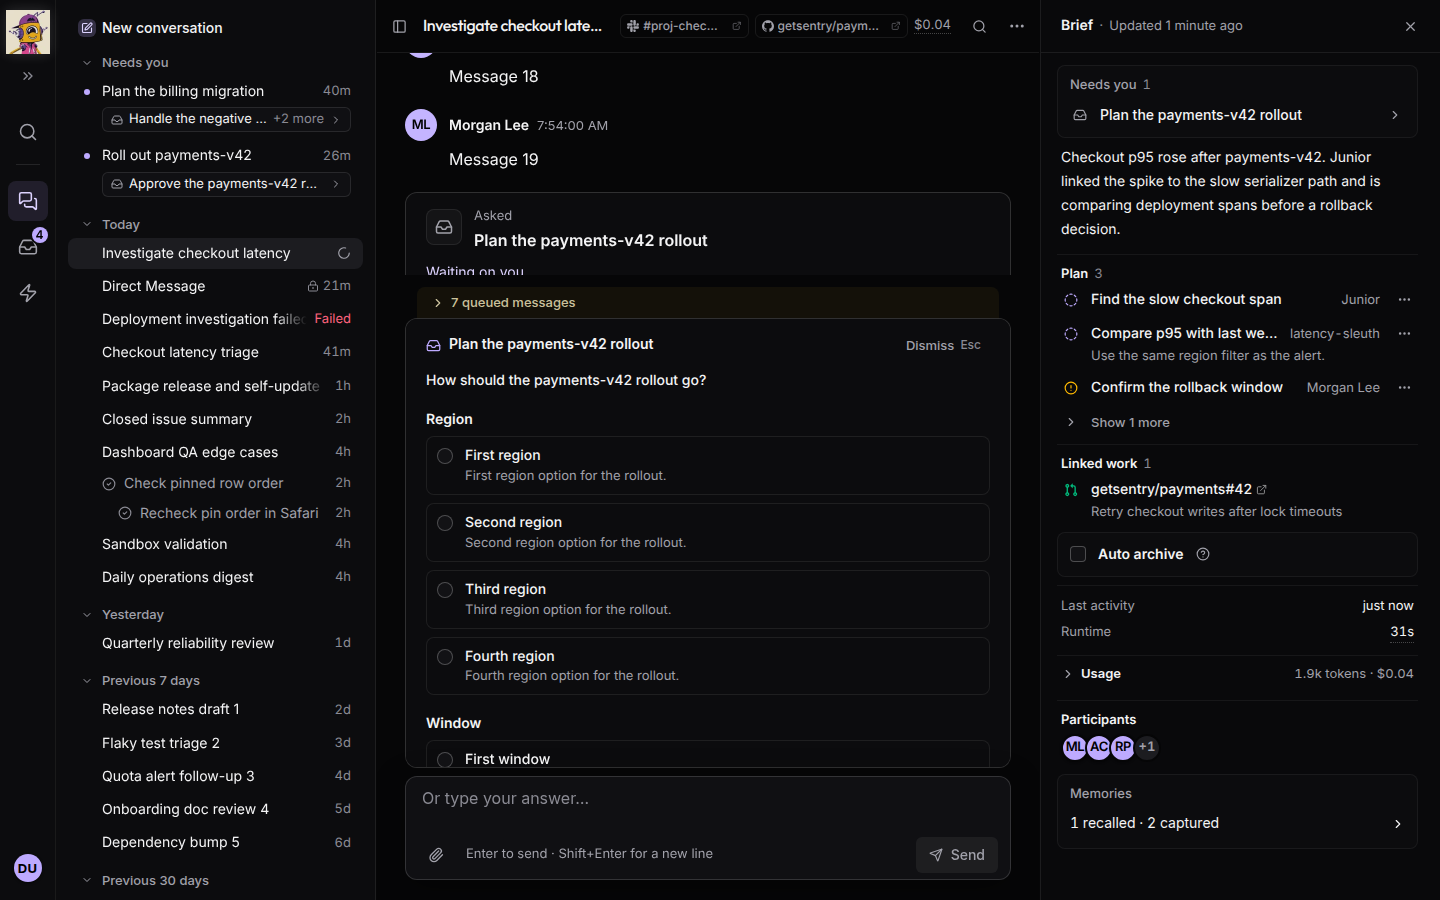 New conversation
Needs you
Plan the billing migration 40m
Handle the negative ... +2 more
Roll out payments-v42 26m
Approve the payments-v42 r...
Today
Investigate checkout latency
Direct Message 21m
Deployment investigation failed Failed
Checkout latency triage 41m
Package release and self-update 1h
Closed issue summary 2h
Dashboard QA edge cases 4h
Check pinned row order 2h
Recheck pin order in Safari 2h
Sandbox validation 4h
Daily operations digest 4h
Yesterday
Quarterly reliability review 1d
Previous 7 days
Release notes draft 1 2d
Flaky test triage 2 3d
Quota alert follow-up 3 4d
Onboarding doc review 4 5d
Dependency bump 5 6d
Previous 30 days
4
DU
Investigate checkout late... #proj-chec... getsentry/paym... $0.04
Message 18
ML Morgan Lee 7:54:00 AM
Message 19
Asked
Plan the payments-v42 rollout
Waiting on you
7 queued messages
Plan the payments-v42 rollout Dismiss Esc
How should the payments-v42 rollout go?
Region
First region
First region option for the rollout.
Second region
Second region option for the rollout.
Third region
Third region option for the rollout.
Fourth region
Fourth region option for the rollout.
Window
First window
Or type your answer...
Enter to send · Shift+Enter for a new line Send
Brief · Updated 1 minute ago
Needs you 1
Plan the payments-v42 rollout
Checkout p95 rose after payments-v42. Junior
linked the spike to the slow serializer path and is
comparing deployment spans before a rollback
decision.
Plan 3
Find the slow checkout span Junior
Compare p95 with last we... latency-sleuth
Use the same region filter as the alert.
Confirm the rollback window Morgan Lee
Show 1 more
Linked work 1
getsentry/payments#42
Retry checkout writes after lock timeouts
Auto archive
Last activity just now
Runtime 31s
Usage 1.9k tokens · $0.04
Participants
ML AC RP +1
Memories
1 recalled · 2 captured